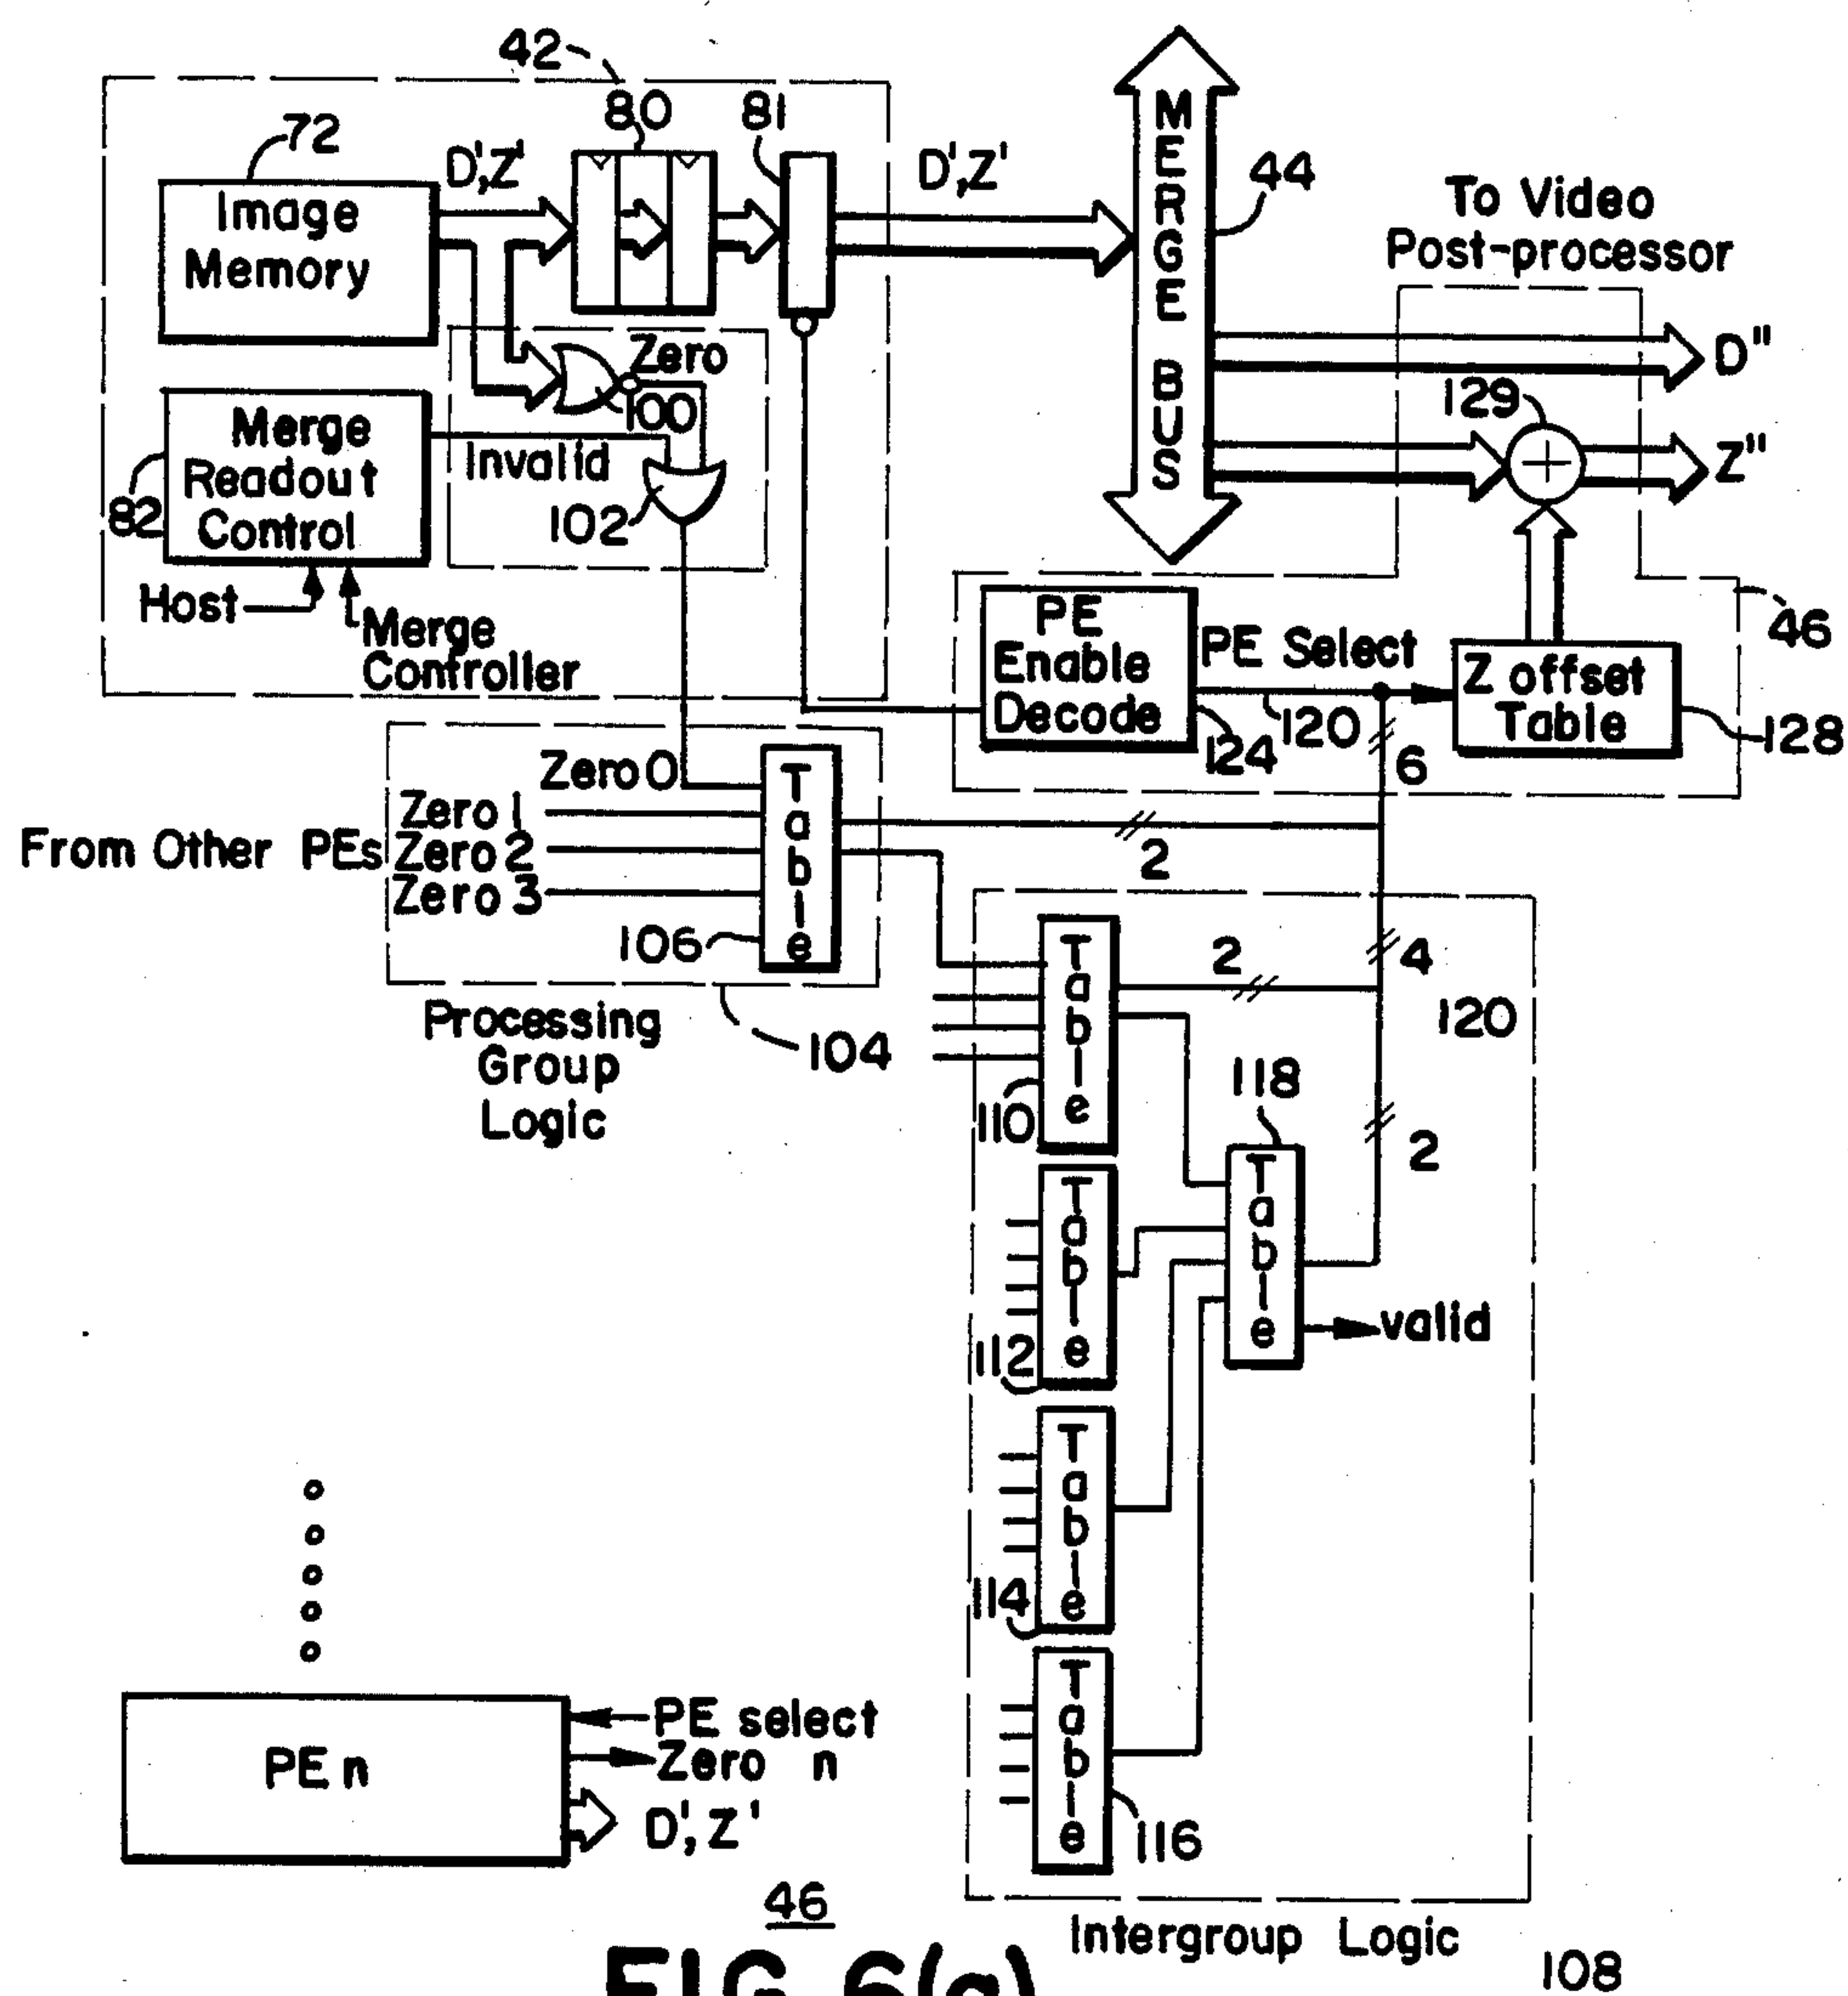 42
72
80
81
D',Z'
D',Z'
Image
Memory
MERGE BUS
44
To Video
Post-processor
Zero
100
D"
129
Z"
Merge
Readout
Control
82
Invalid
102
Host
Merge
Controller
PE
Enable
Decode
PE Select
120
124
6
Z offset
Table
46
128
Zero 0
Zero 1
From Other PEs
Zero 2
Zero 3
Table
106
2
Processing
Group
Logic
104
Table
110
2
4
120
118
2
Table
112
Table
valid
Table
114
Table
116
PE n
PE select
Zero n
D',Z'
46
Intergroup Logic
108
FIG. 6(a)